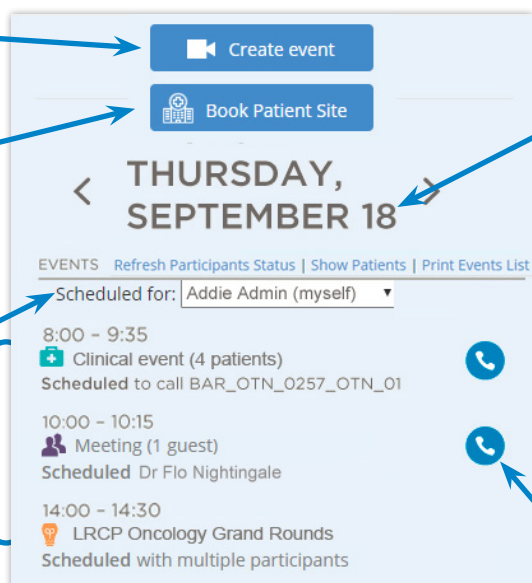 Create event
Book Patient Site
THURSDAY,
SEPTEMBER 18
EVENTS Refresh Participants Status | Show Patients | Print Events List
Scheduled for: Addie Admin (myself)
8:00 – 9:35
Clinical event (4 patients)
Scheduled to call BAR_OTN_0257_OTN_01
10:00 – 10:15
Meeting (1 guest)
Scheduled Dr Flo Nightingale
14:00 – 14:30
LRCP Oncology Grand Rounds
Scheduled with multiple participants